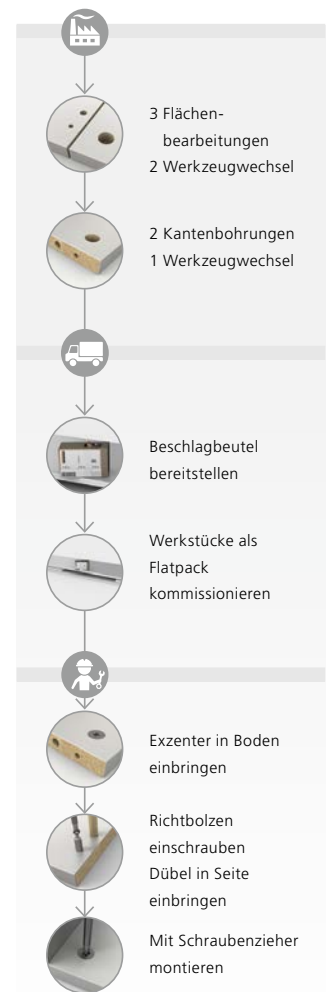 3 Flächen-
bearbeitungen
2 Werkzeugwechsel
2 Kantenbohrungen
1 Werkzeugwechsel
Beschlagbeutel
bereitstellen
Werkstücke als
Flatpack
kommissionieren
Exzenter in Boden
einbringen
Richtbolzen
einschrauben
Dübel in Seite
einbringen
Mit Schraubenzieher
montieren